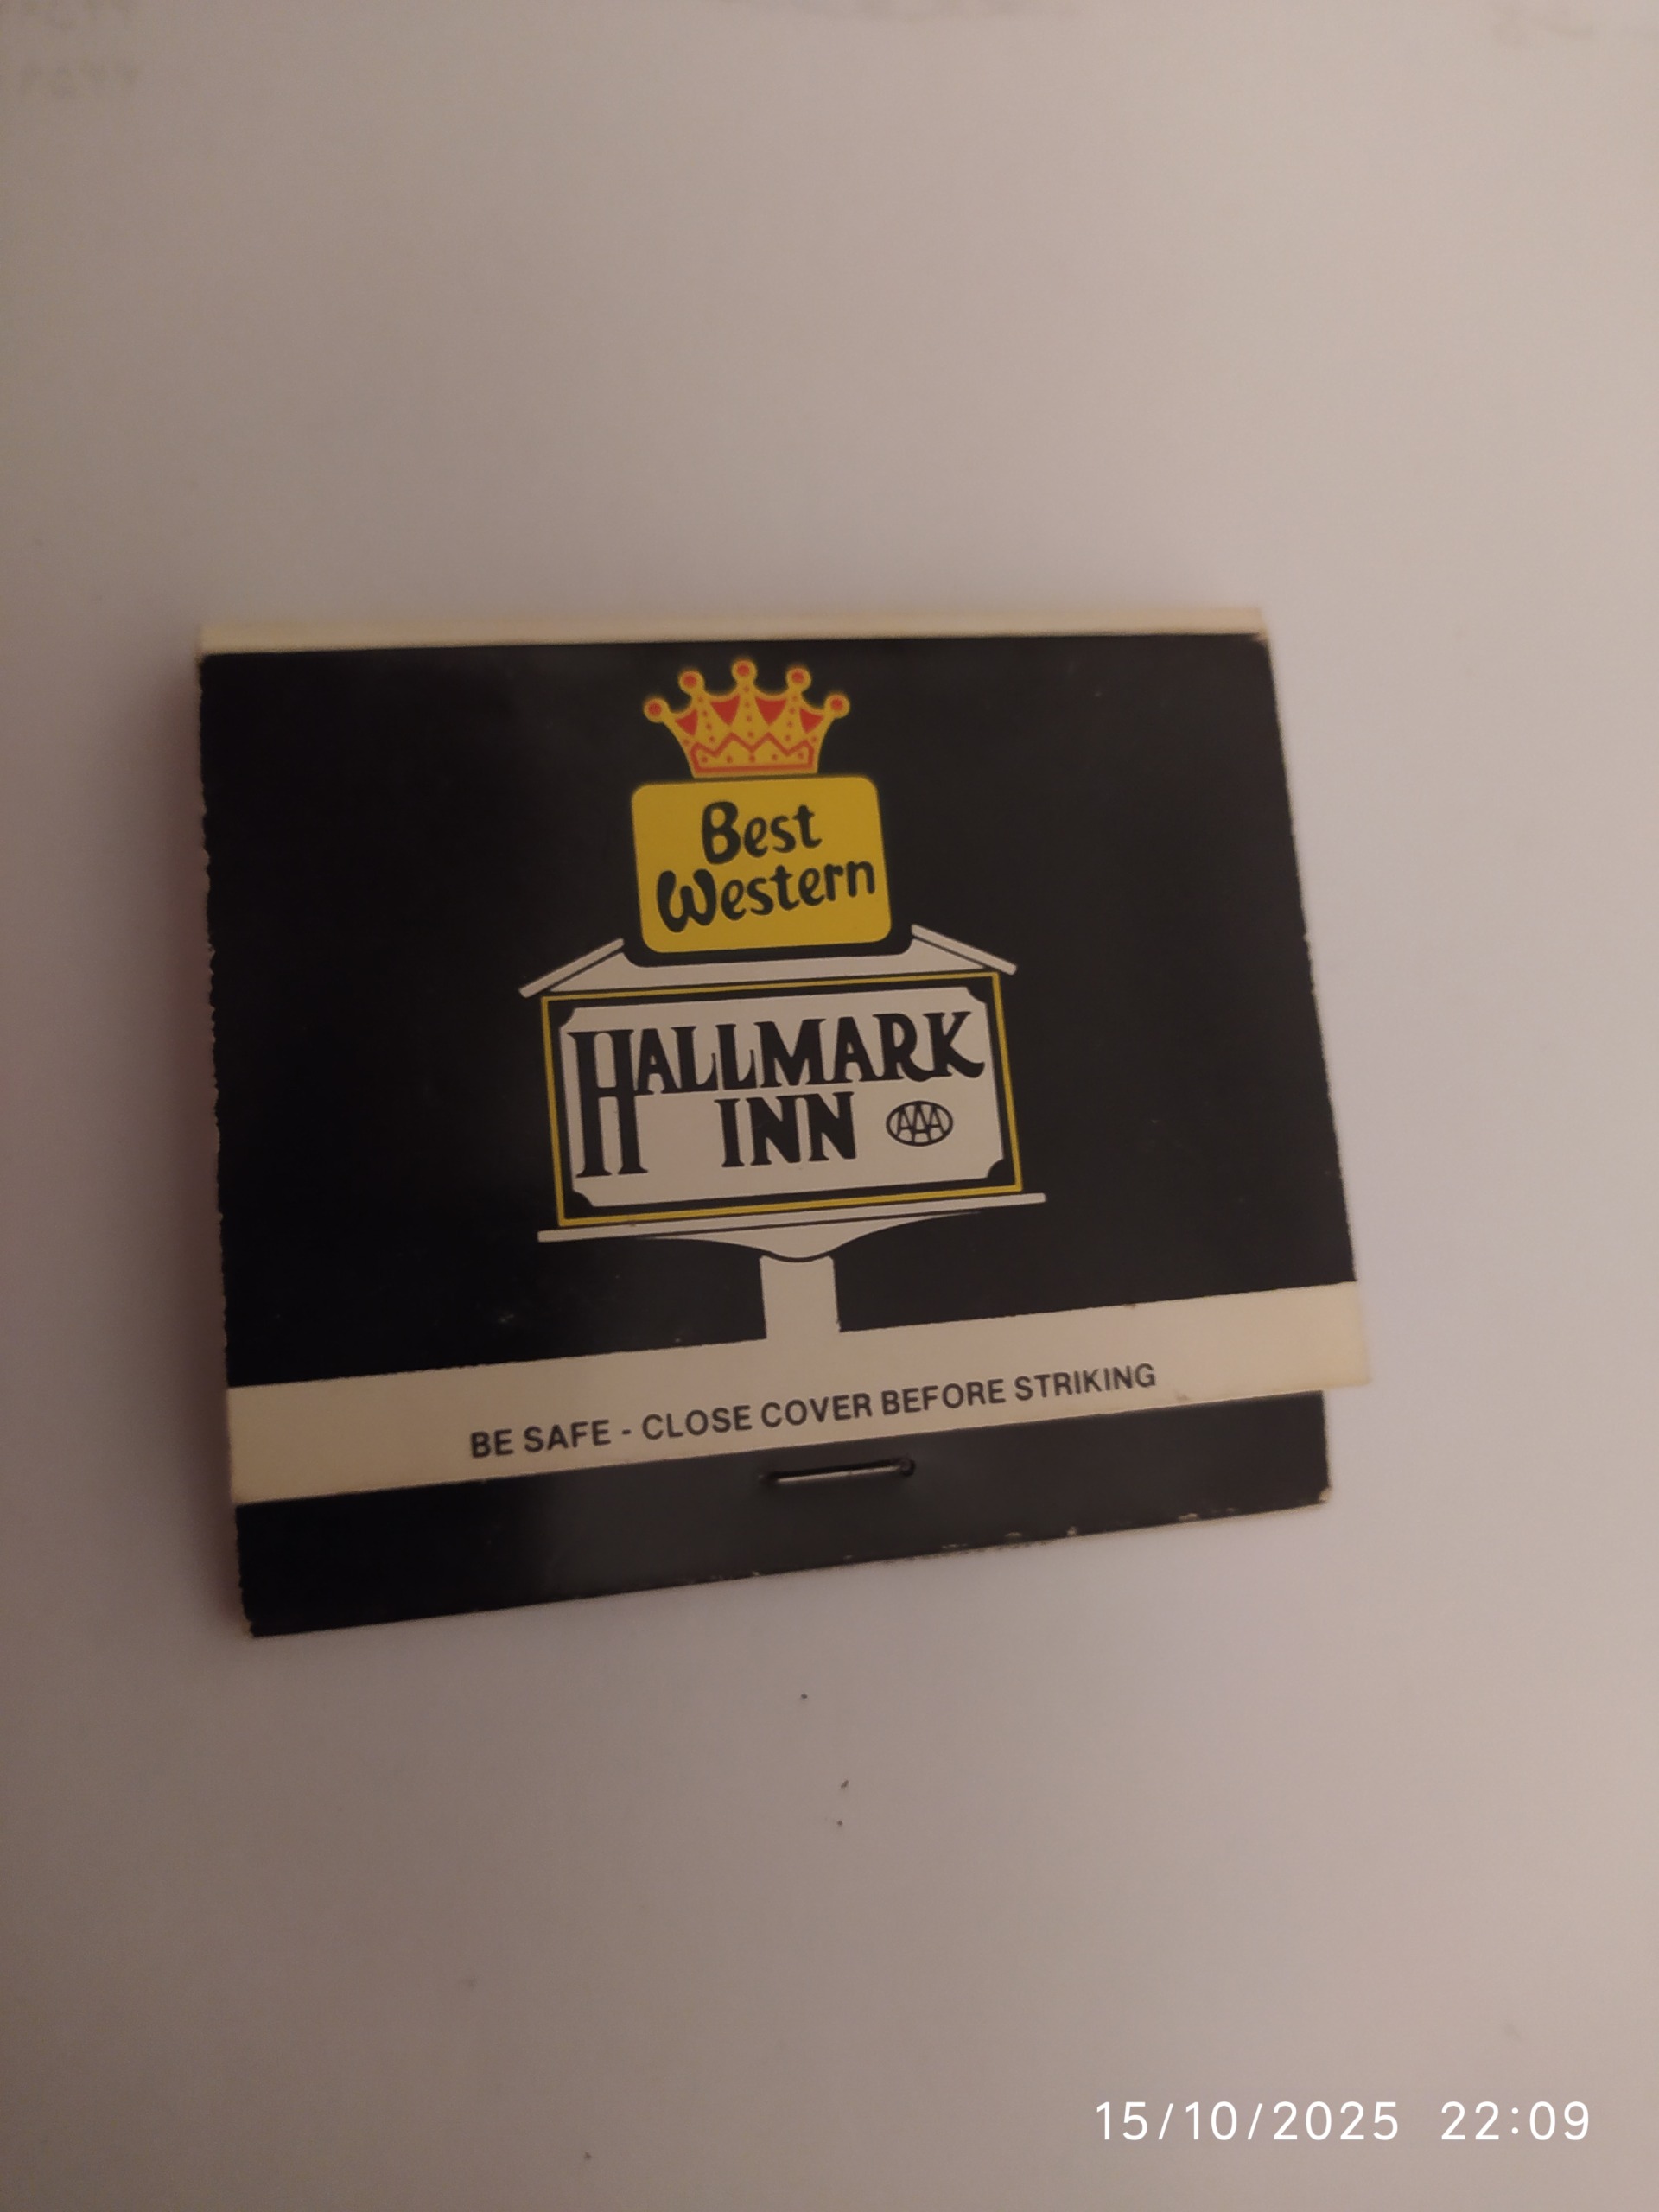 Best
Western
HALLMARK
INN AAA
BE SAFE - CLOSE COVER BEFORE STRIKING
15/10/2025 22:09